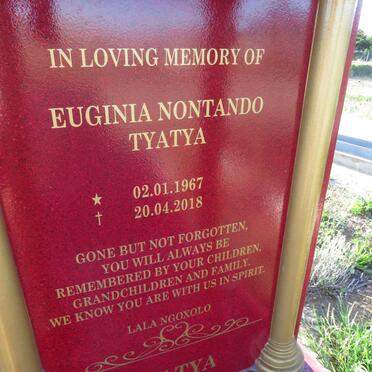 IN LOVING MEMORY OF
EUGINIA NONTANDO
TYATYA
02.01.1967
20.04.2018
GONE BUT NOT FORGOTTEN,
YOU WILL ALWAYS BE
REMEMBERED BY YOUR CHILDREN,
GRANDCHILDREN AND FAMILY.
WE KNOW YOU ARE WITH US IN SPIRIT.
LALA NGOXOLO